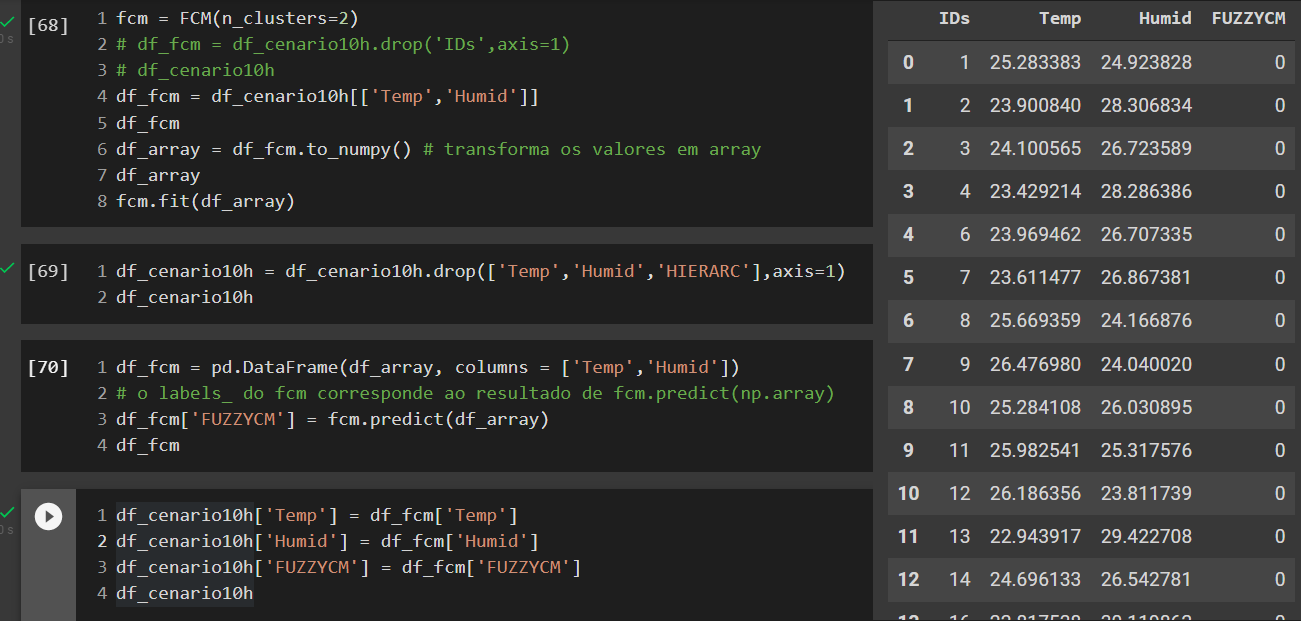 [68]
1 fcm = FCM(n_clusters=2)
2 # df_fcm = df_cenario10h.drop('IDs',axis=1)
3 # df_cenario10h
4 df_fcm = df_cenario10h[['Temp','Humid']]
5 df_fcm
6 df_array = df_fcm.to_numpy() # transforma os valores em array
7 df_array
8 fcm.fit(df_array)
[69]
1 df_cenario10h = df_cenario10h.drop(['Temp','Humid','HIERARC'],axis=1)
2 df_cenario10h
[70]
1 df_fcm = pd.DataFrame(df_array, columns = ['Temp','Humid'])
2 # o labels_ do fcm corresponde ao resultado de fcm.predict(np.array)
3 df_fcm['FUZZYCM'] = fcm.predict(df_array)
4 df_fcm
1 df_cenario10h['Temp'] = df_fcm['Temp']
2 df_cenario10h['Humid'] = df_fcm['Humid']
3 df_cenario10h['FUZZYCM'] = df_fcm['FUZZYCM']
4 df_cenario10h
IDs Temp Humid FUZZYCM
0 1 25.283383 24.923828 0
1 2 23.900840 28.306834 0
2 3 24.100565 26.723589 0
3 4 23.429214 28.286386 0
4 6 23.969462 26.707335 0
5 7 23.611477 26.867381 0
6 8 25.669359 24.166876 0
7 9 26.476980 24.040020 0
8 10 25.284108 26.030895 0
9 11 25.982541 25.317576 0
10 12 26.186356 23.811739 0
11 13 22.943917 29.422708 0
12 14 24.696133 26.542781 0